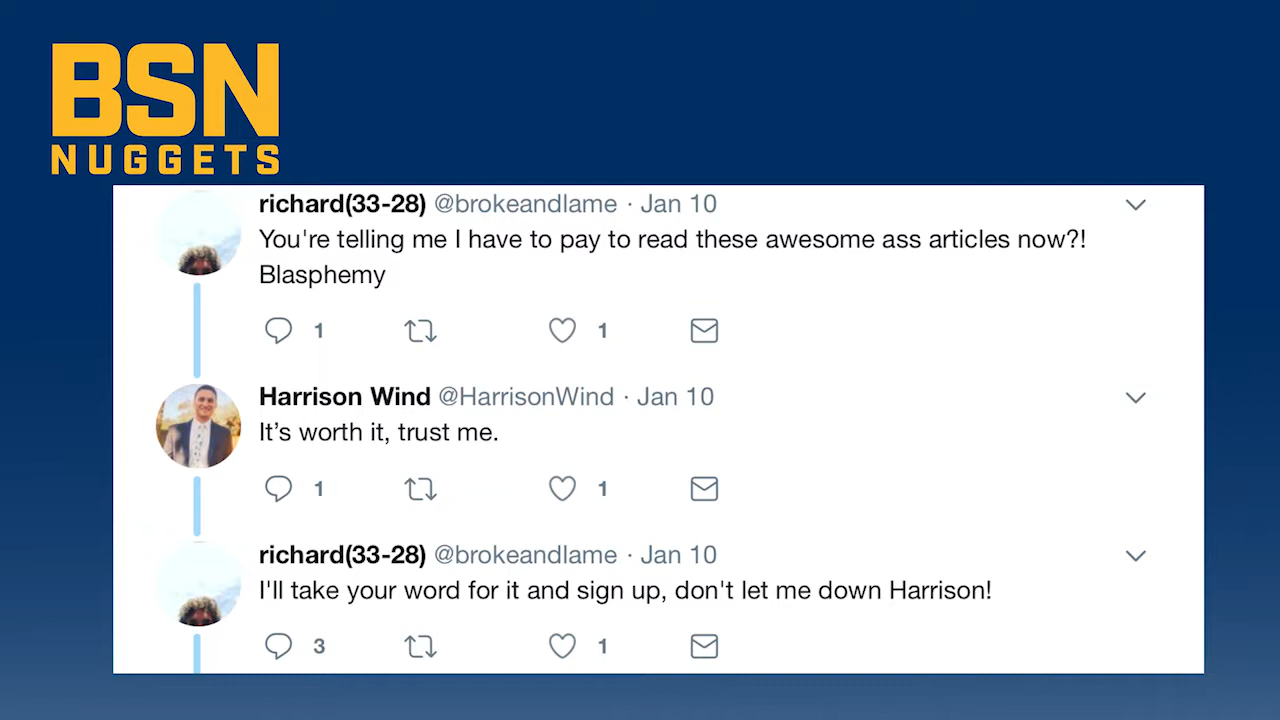 BSN
NUGGETS
richard(33-28) @brokeandlame · Jan 10
You're telling me I have to pay to read these awesome ass articles now?!
Blasphemy
1 1
Harrison Wind @HarrisonWind · Jan 10
It’s worth it, trust me.
1 1
richard(33-28) @brokeandlame · Jan 10
I'll take your word for it and sign up, don't let me down Harrison!
3 1